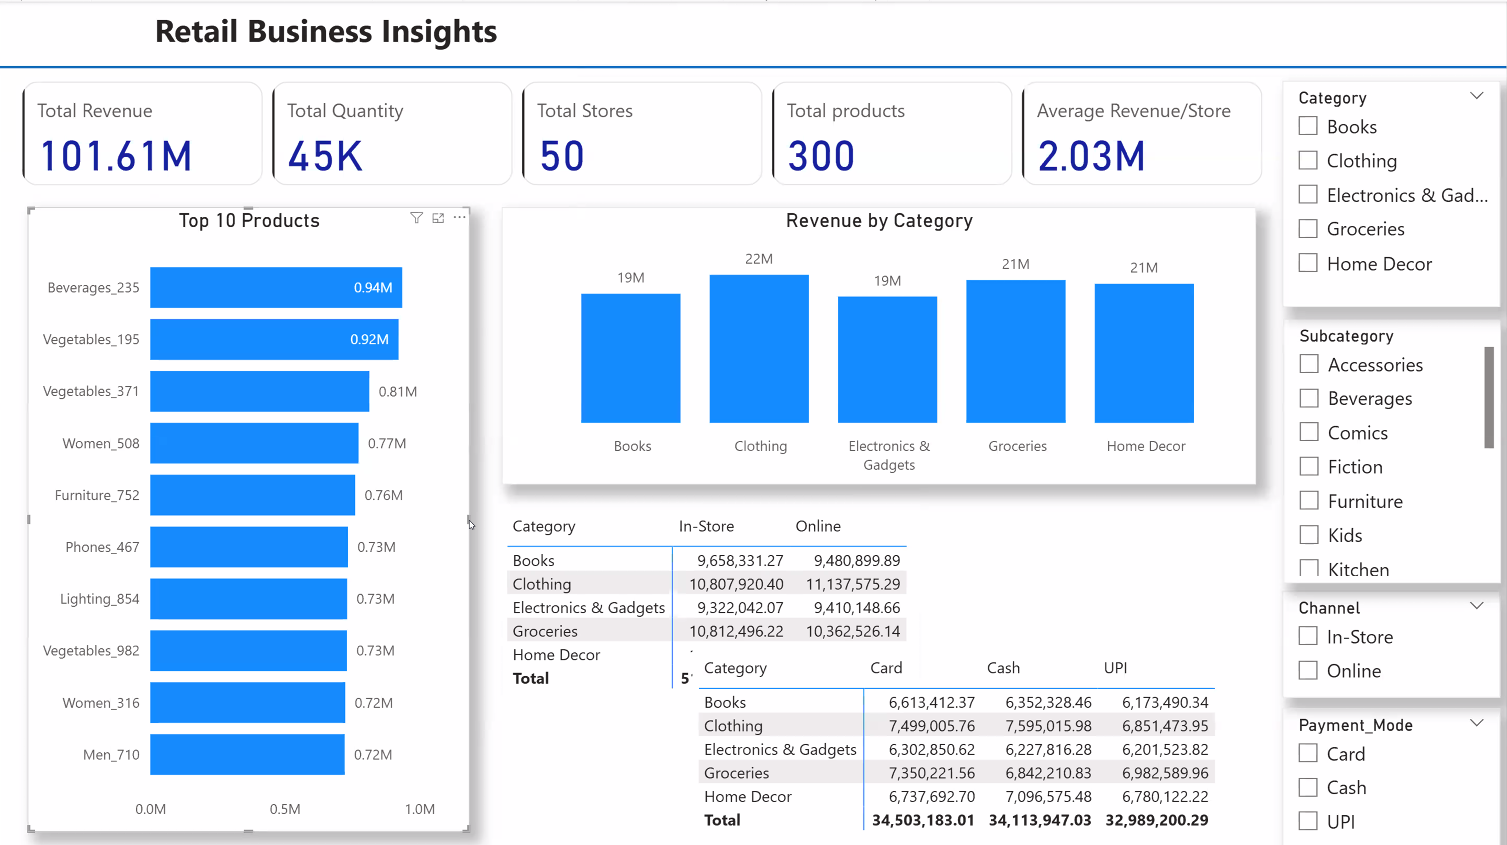 Retail Business Insights
Total Revenue
101.61M
Total Quantity
45K
Total Stores
50
Total products
300
Average Revenue/Store
2.03M
Top 10 Products
Beverages_235 0.94M
Vegetables_195 0.92M
Vegetables_371 0.81M
Women_508 0.77M
Furniture_752 0.76M
Phones_467 0.73M
Lighting_854 0.73M
Vegetables_982 0.73M
Women_316 0.72M
Men_710 0.72M
0.0M 0.5M 1.0M
Revenue by Category
19M 22M 19M 21M 21M
Books Clothing Electronics & Groceries Home Decor
Gadgets
Category In-Store Online
Books 9,658,331.27 9,480,899.89
Clothing 10,807,920.40 11,137,575.29
Electronics & Gadgets 9,322,042.07 9,410,148.66
Groceries 10,812,496.22 10,362,526.14
Home Decor
Total
Category Card Cash UPI
Books 6,613,412.37 6,352,328.46 6,173,490.34
Clothing 7,499,005.76 7,595,015.98 6,851,473.95
Electronics & Gadgets 6,302,850.62 6,227,816.28 6,201,523.82
Groceries 7,350,221.56 6,842,210.83 6,982,589.96
Home Decor 6,737,692.70 7,096,575.48 6,780,122.22
Total 34,503,183.01 34,113,947.03 32,989,200.29
Category
Books
Clothing
Electronics & Gad...
Groceries
Home Decor
Subcategory
Accessories
Beverages
Comics
Fiction
Furniture
Kids
Kitchen
Channel
In-Store
Online
Payment_Mode
Card
Cash
UPI